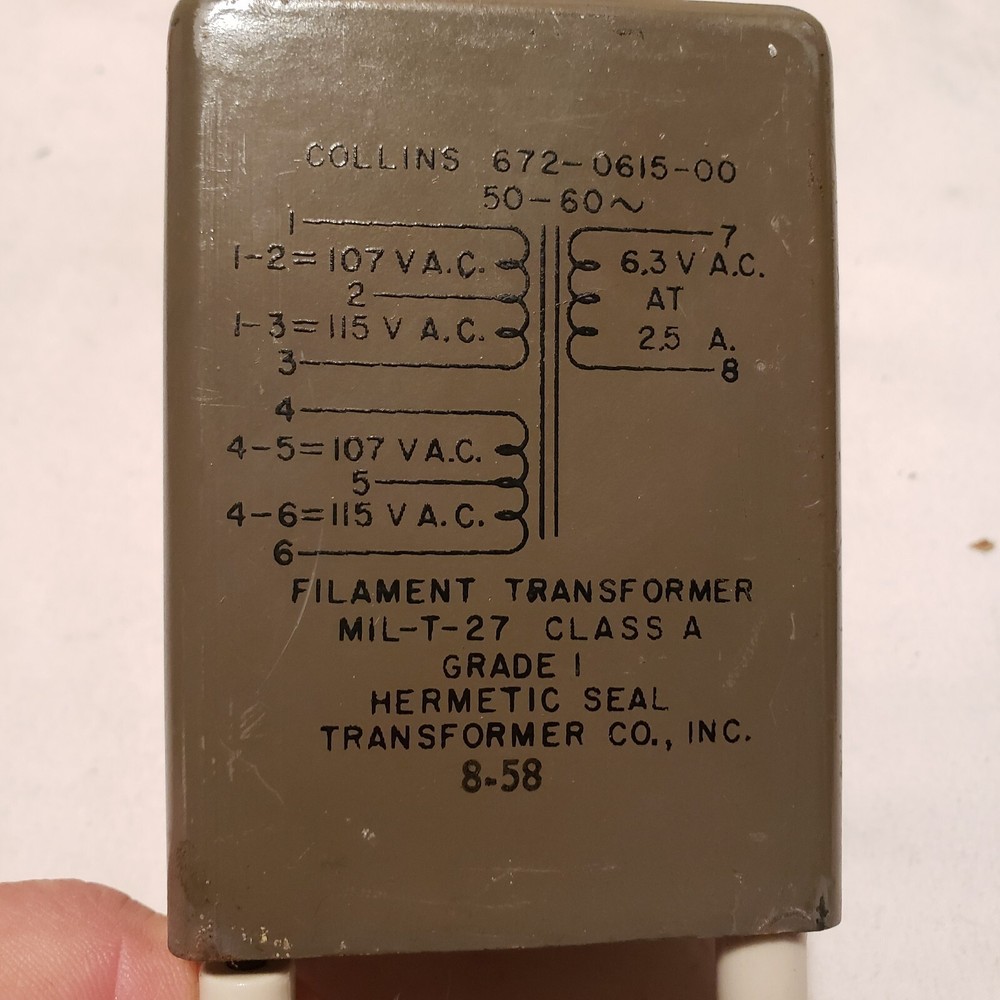 COLLINS 672-0615-00
50-60~
1
7
1-2=107 V A.C.
6.3 V A.C.
2
AT
1-3=115 V A.C.
2.5 A.
3
8
4
4-5=107 V A.C.
5
4-6=115 V A.C.
6
FILAMENT TRANSFORMER
MIL-T-27 CLASS A
GRADE 1
HERMETIC SEAL
TRANSFORMER CO., INC.
8-58